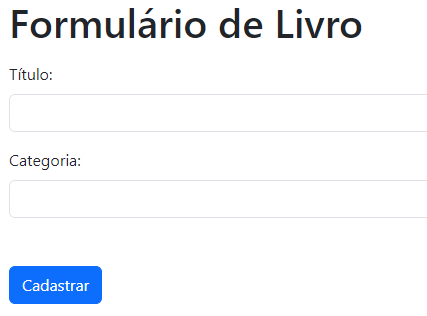 Formulário de Livro
Título:
Categoria:
Cadastrar